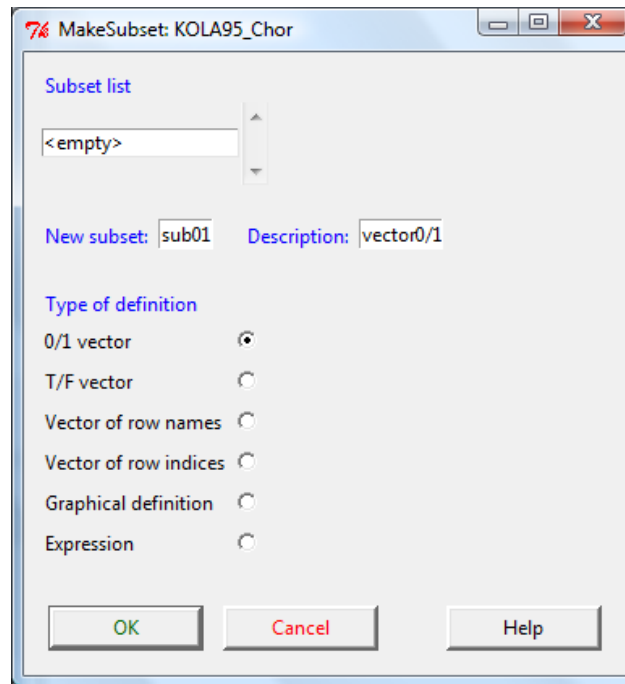 MakeSubset: KOLA95_Chor
Subset list
<empty>
New subset: sub01 Description: vector0/1
Type of definition
0/1 vector
T/F vector
Vector of row names
Vector of row indices
Graphical definition
Expression
OK Cancel Help